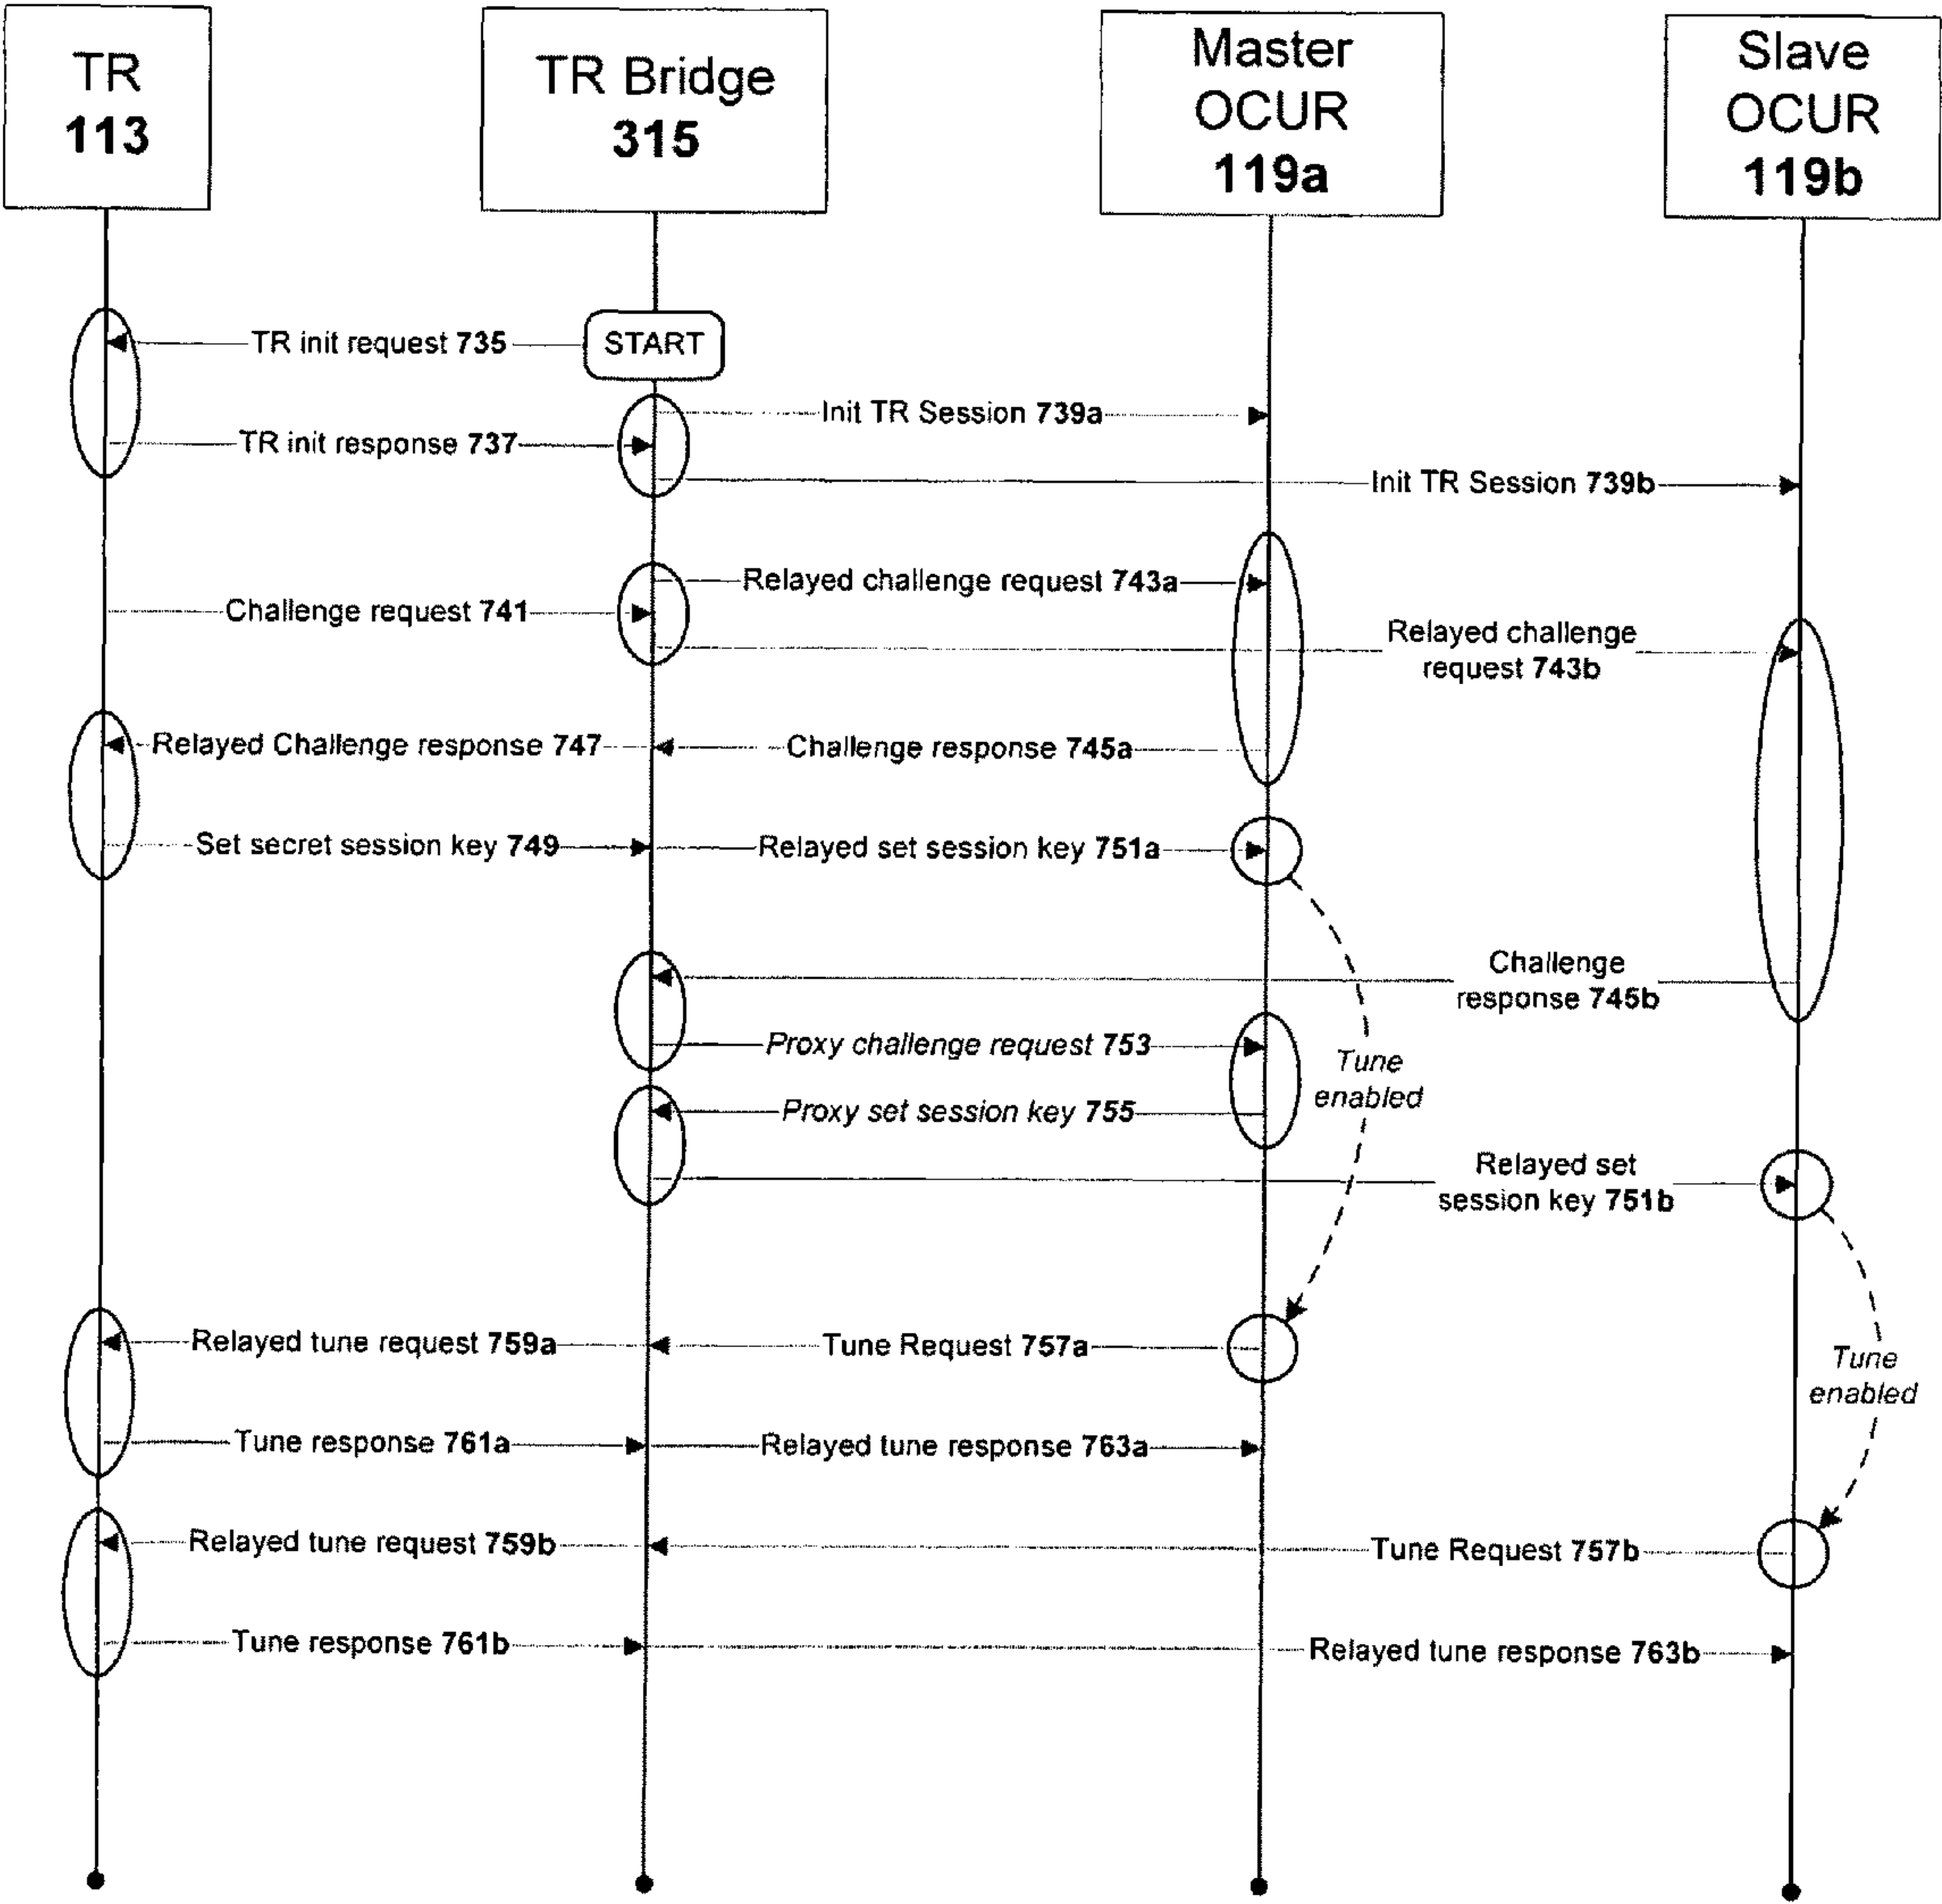 TR
113
TR Bridge
315
Master
OCUR
119a
Slave
OCUR
119b
TR init request 735
START
Init TR Session 739a
TR init response 737
Init TR Session 739b
Relayed challenge request 743a
Challenge request 741
Relayed challenge
request 743b
Relayed Challenge response 747
Challenge response 745a
Set secret session key 749
Relayed set session key 751a
Challenge
response 745b
Proxy challenge request 753
Tune
enabled
Proxy set session key 755
Relayed set
session key 751b
Relayed tune request 759a
Tune Request 757a
Tune
enabled
Tune response 761a
Relayed tune response 763a
Relayed tune request 759b
Tune Request 757b
Tune response 761b
Relayed tune response 763b